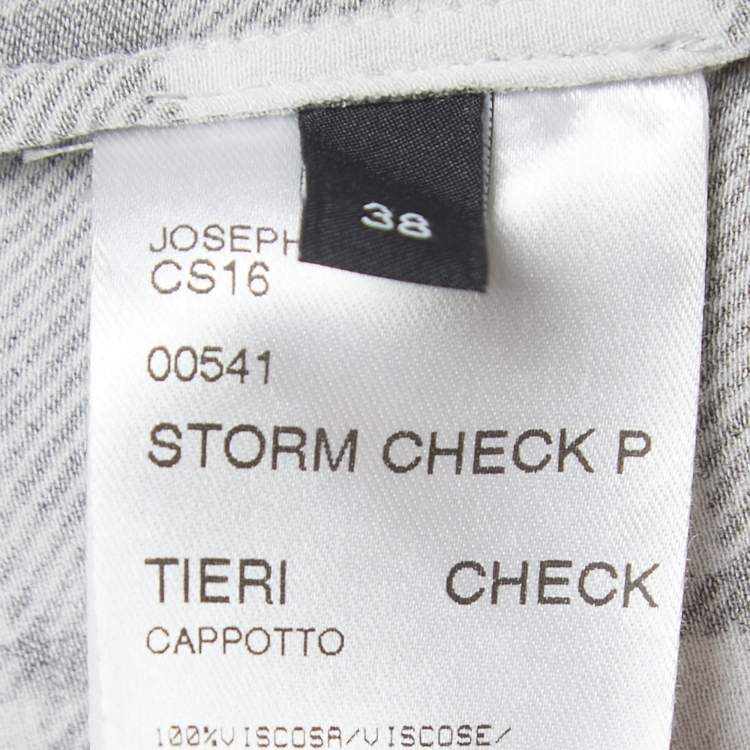 38
JOSEPH
CS16
00541
STORM CHECK P
TIERI CHECK
CAPPOTTO
100%VISCOSA/VISCOSE/